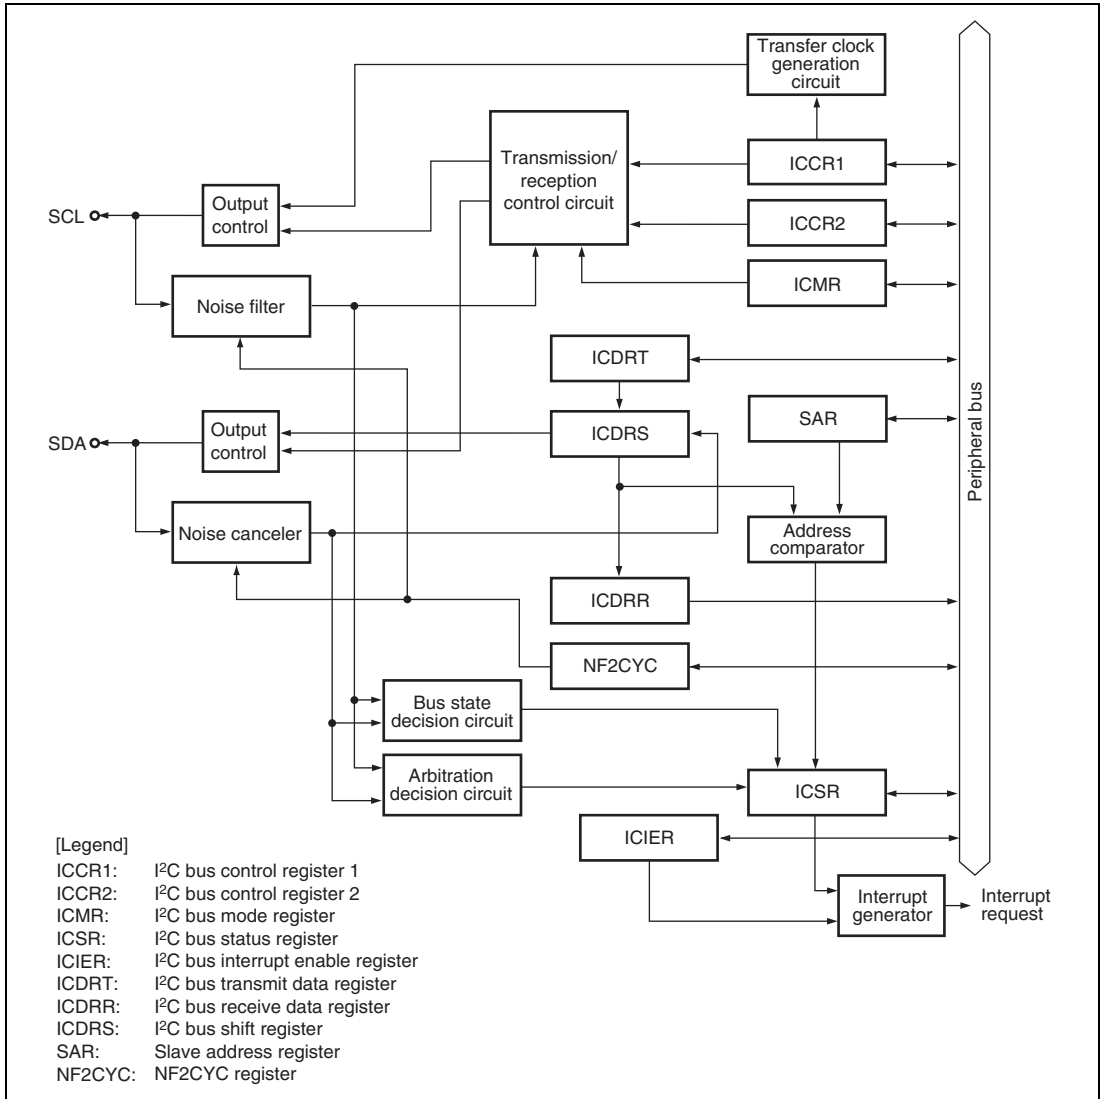 Transfer clock
generation
circuit
Transmission/
reception
control circuit
ICCR1
SCL
Output
control
ICCR2
ICMR
Noise filter
ICDRT
SAR
Peripheral bus
SDA
Output
control
ICDRS
Noise canceler
Address
comparator
ICDRR
NF2CYC
Bus state
decision circuit
Arbitration
decision circuit
ICSR
ICIER
Interrupt
generator
Interrupt
request
[Legend]
ICCR1: I²C bus control register 1
ICCR2: I²C bus control register 2
ICMR: I²C bus mode register
ICSR: I²C bus status register
ICIER: I²C bus interrupt enable register
ICDRT: I²C bus transmit data register
ICDRR: I²C bus receive data register
ICDRS: I²C bus shift register
SAR: Slave address register
NF2CYC: NF2CYC register